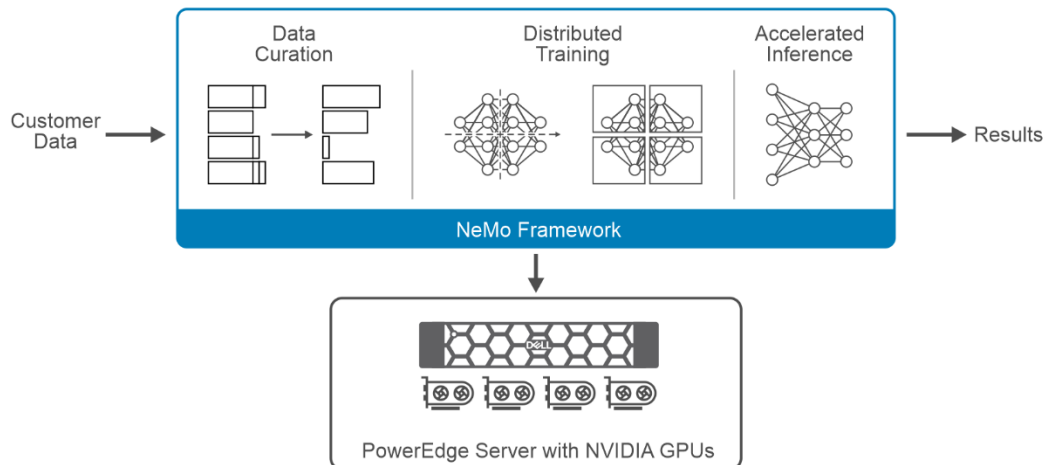 Data
Curation
Distributed
Training
Accelerated
Inference
Customer
Data
Results
NeMo Framework
DELL
PowerEdge Server with NVIDIA GPUs